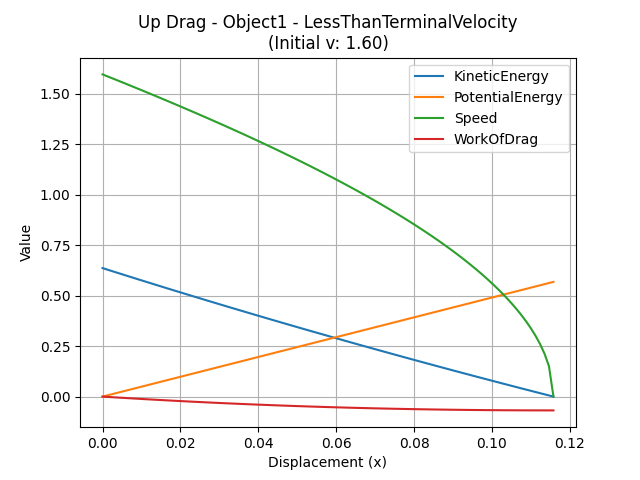 Up Drag - Object1 - LessThanTerminalVelocity
(Initial v: 1.60)
KineticEnergy
PotentialEnergy
Speed
WorkOfDrag
Value
1.50
1.25
1.00
0.75
0.50
0.25
0.00
0.00 0.02 0.04 0.06 0.08 0.10 0.12
Displacement (x)